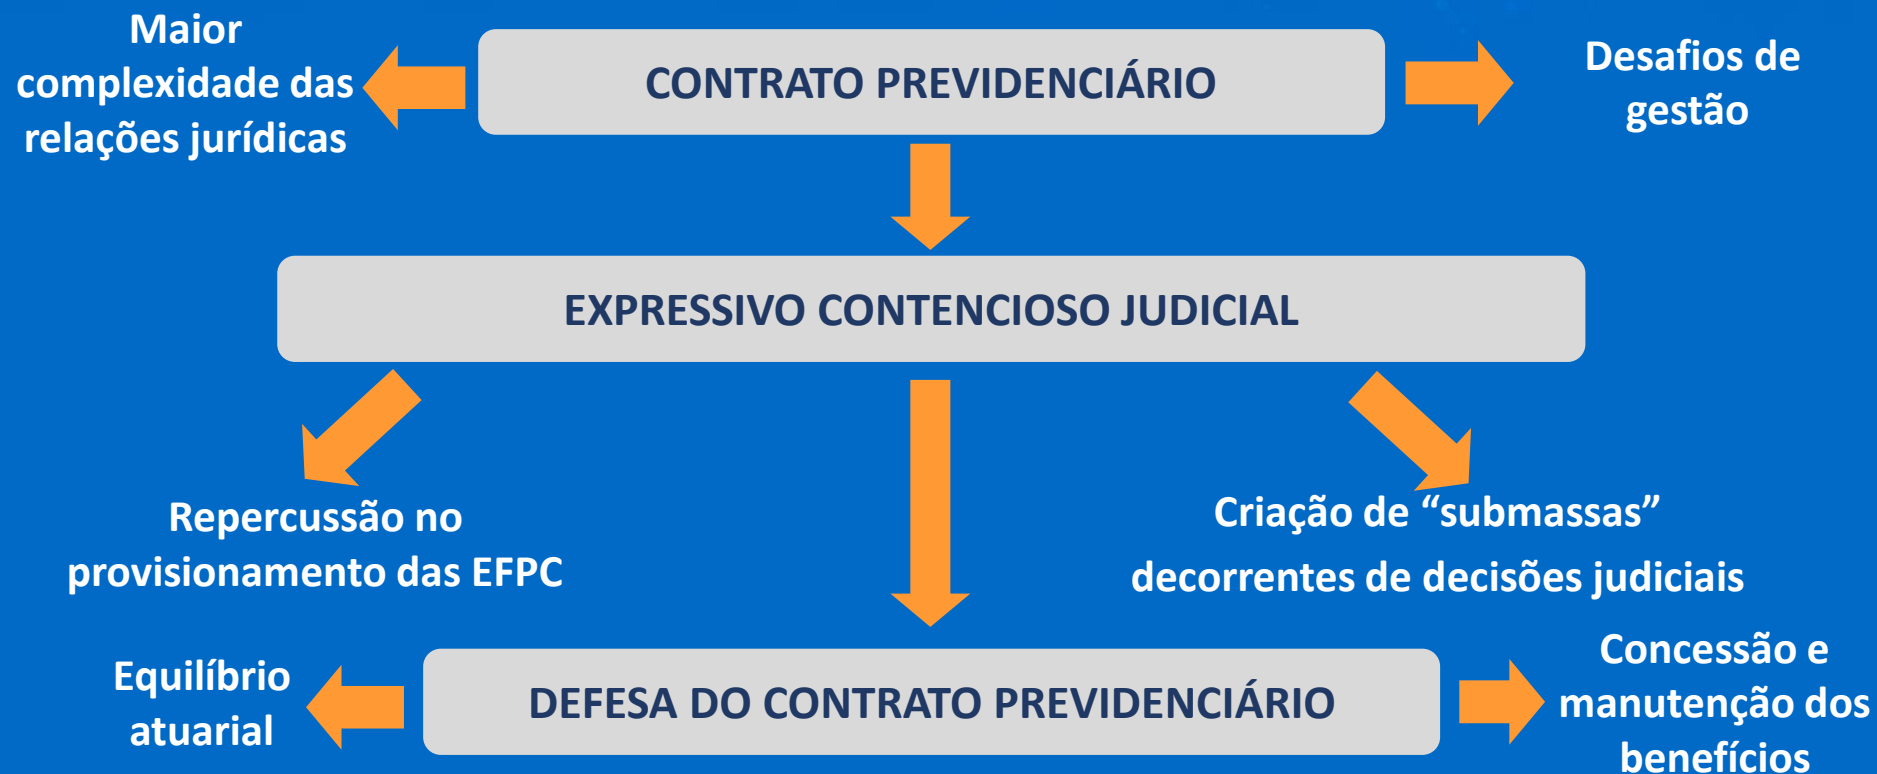 Maior
complexidade das
relações jurídicas
CONTRATO PREVIDENCIÁRIO
Desafios de
gestão
EXPRESSIVO CONTENCIOSO JUDICIAL
Repercussão no
provisionamento das EFPC
Criação de “submassas”
decorrentes de decisões judiciais
Equilíbrio
atuarial
DEFESA DO CONTRATO PREVIDENCIÁRIO
Concessão e
manutenção dos
benefícios